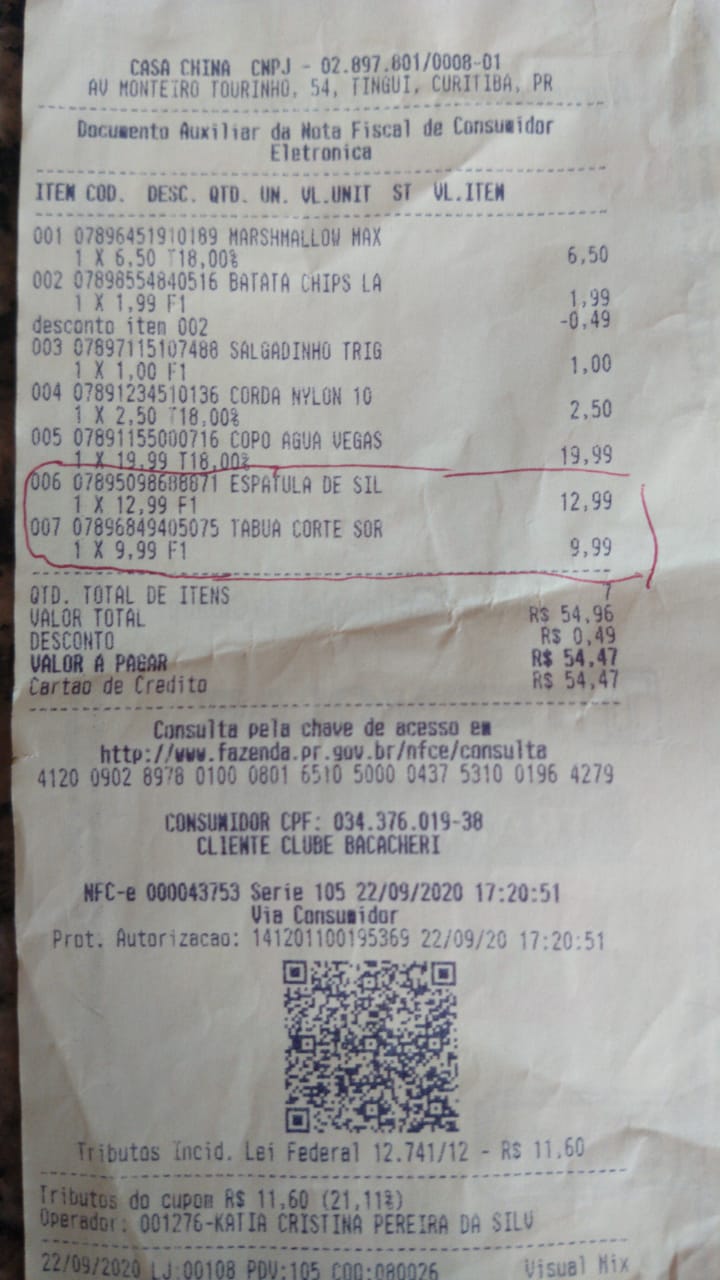 CASA CHINA CNPJ - 02.897.801/0008-01
AV MONTEIRO TOURINHO, 54, TINGUI, CURITIBA, PR
Documento Auxiliar da Nota Fiscal de Consumidor
Eletronica
ITEM COD. DESC. QTD. UN. VL.UNIT ST VL.ITEM
001 07896451910189 MARSHMALLOW MAX
1 X 6,50 T18,00% 6,50
002 07898554840516 BATATA CHIPS LA
1 X 1,99 F1 1,99
desconto item 002 -0,49
003 07897115107488 SALGADINHO TRIG
1 X 1,00 F1 1,00
004 07891234510136 CORDA NYLON 10
1 X 2,50 T18,00% 2,50
005 07891155000716 COPO AGUA VEGAS
1 X 19,99 T18,00% 19,99
006 07895098688871 ESPATULA DE SIL
1 X 12,99 F1 12,99
007 07896849405075 TABUA CORTE SOR
1 X 9,99 F1 9,99
QTD. TOTAL DE ITENS 7
VALOR TOTAL R$ 54,96
DESCONTO R$ 0,49
VALOR A PAGAR R$ 54,47
Cartao de Credito R$ 54,47
Consulta pela chave de acesso em
http://www.fazenda.pr.gov.br/nfce/consulta
4120 0902 8978 0100 0801 6510 5000 0437 5310 0196 4279
CONSUMIDOR CPF: 034.376.019-38
CLIENTE CLUBE BACACHERI
NFC-e 000043753 Serie 105 22/09/2020 17:20:51
Via Consumidor
Prot. Autorizacao: 141201100195369 22/09/20 17:20:51
Tributos Incid. Lei Federal 12.741/12 - R$ 11,60
Tributos do cupom R$ 11,60 (21,11%)
Operador: 001276-KATIA CRISTINA PEREIRA DA SILV
22/09/2020 LJ:00108 PDV:105 COO:080026 Visual Mix